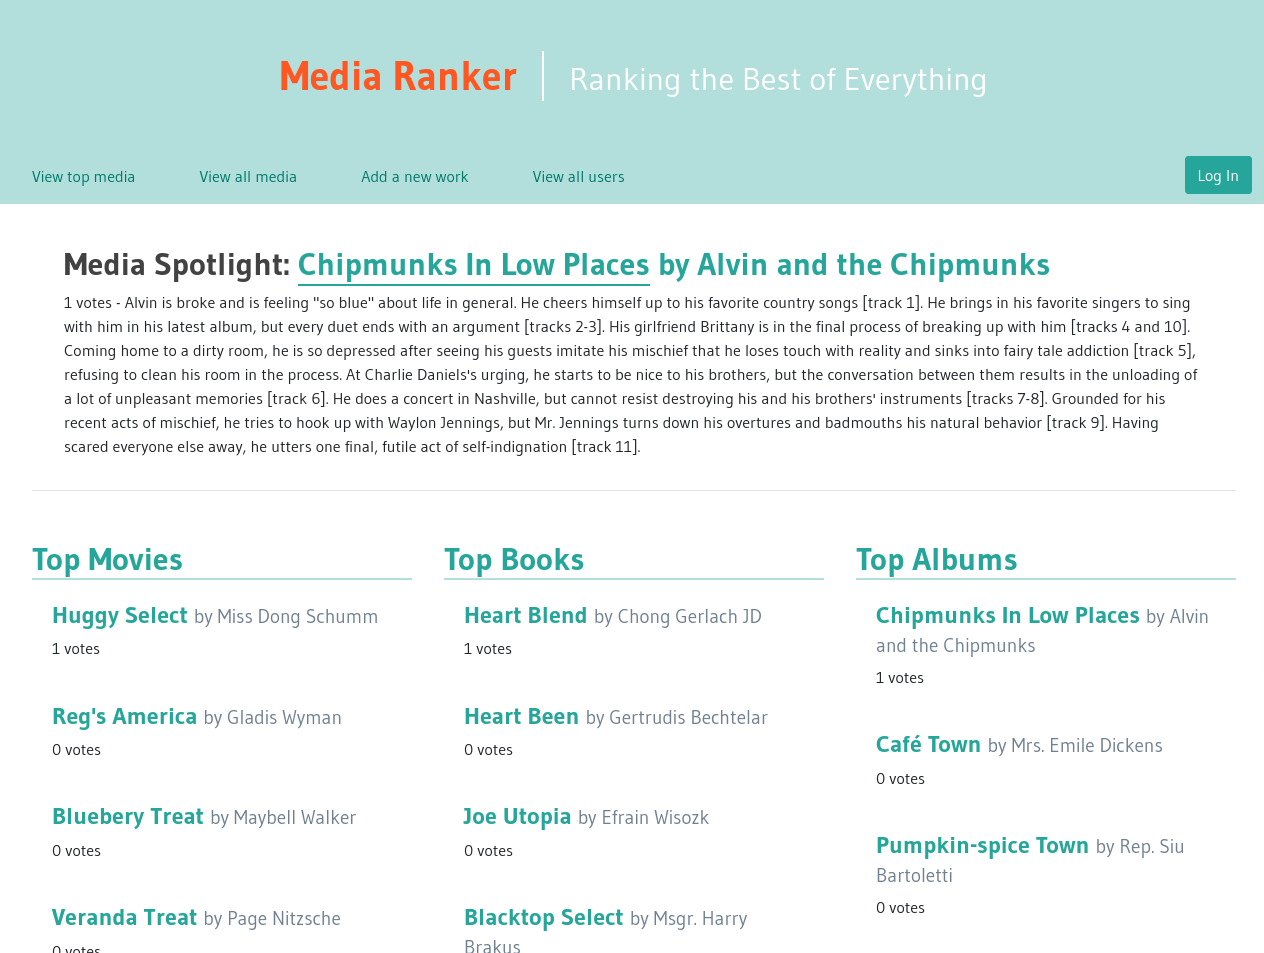 Media Ranker
Ranking the Best of Everything
View top media
View all media
Add a new work
View all users
Log In
Media Spotlight: Chipmunks In Low Places by Alvin and the Chipmunks
1 votes - Alvin is broke and is feeling "so blue" about life in general. He cheers himself up to his favorite country songs [track 1]. He brings in his favorite singers to sing
with him in his latest album, but every duet ends with an argument [tracks 2-3]. His girlfriend Brittany is in the final process of breaking up with him [tracks 4 and 10].
Coming home to a dirty room, he is so depressed after seeing his guests imitate his mischief that he loses touch with reality and sinks into fairy tale addiction [track 5],
refusing to clean his room in the process. At Charlie Daniels's urging, he starts to be nice to his brothers, but the conversation between them results in the unloading of
a lot of unpleasant memories [track 6]. He does a concert in Nashville, but cannot resist destroying his and his brothers' instruments [tracks 7-8]. Grounded for his
recent acts of mischief, he tries to hook up with Waylon Jennings, but Mr. Jennings turns down his overtures and badmouths his natural behavior [track 9]. Having
scared everyone else away, he utters one final, futile act of self-indignation [track 11].
Top Movies
Huggy Select by Miss Dong Schumm
1 votes
Reg's America by Gladis Wyman
0 votes
Bluebery Treat by Maybell Walker
0 votes
Veranda Treat by Page Nitzsche
0 votes
Top Books
Heart Blend by Chong Gerlach JD
1 votes
Heart Been by Gertrudis Bechtelar
0 votes
Joe Utopia by Efrain Wisozk
0 votes
Blacktop Select by Msgr. Harry
Brakus
Top Albums
Chipmunks In Low Places by Alvin
and the Chipmunks
1 votes
Café Town by Mrs. Emile Dickens
0 votes
Pumpkin-spice Town by Rep. Siu
Bartoletti
0 votes